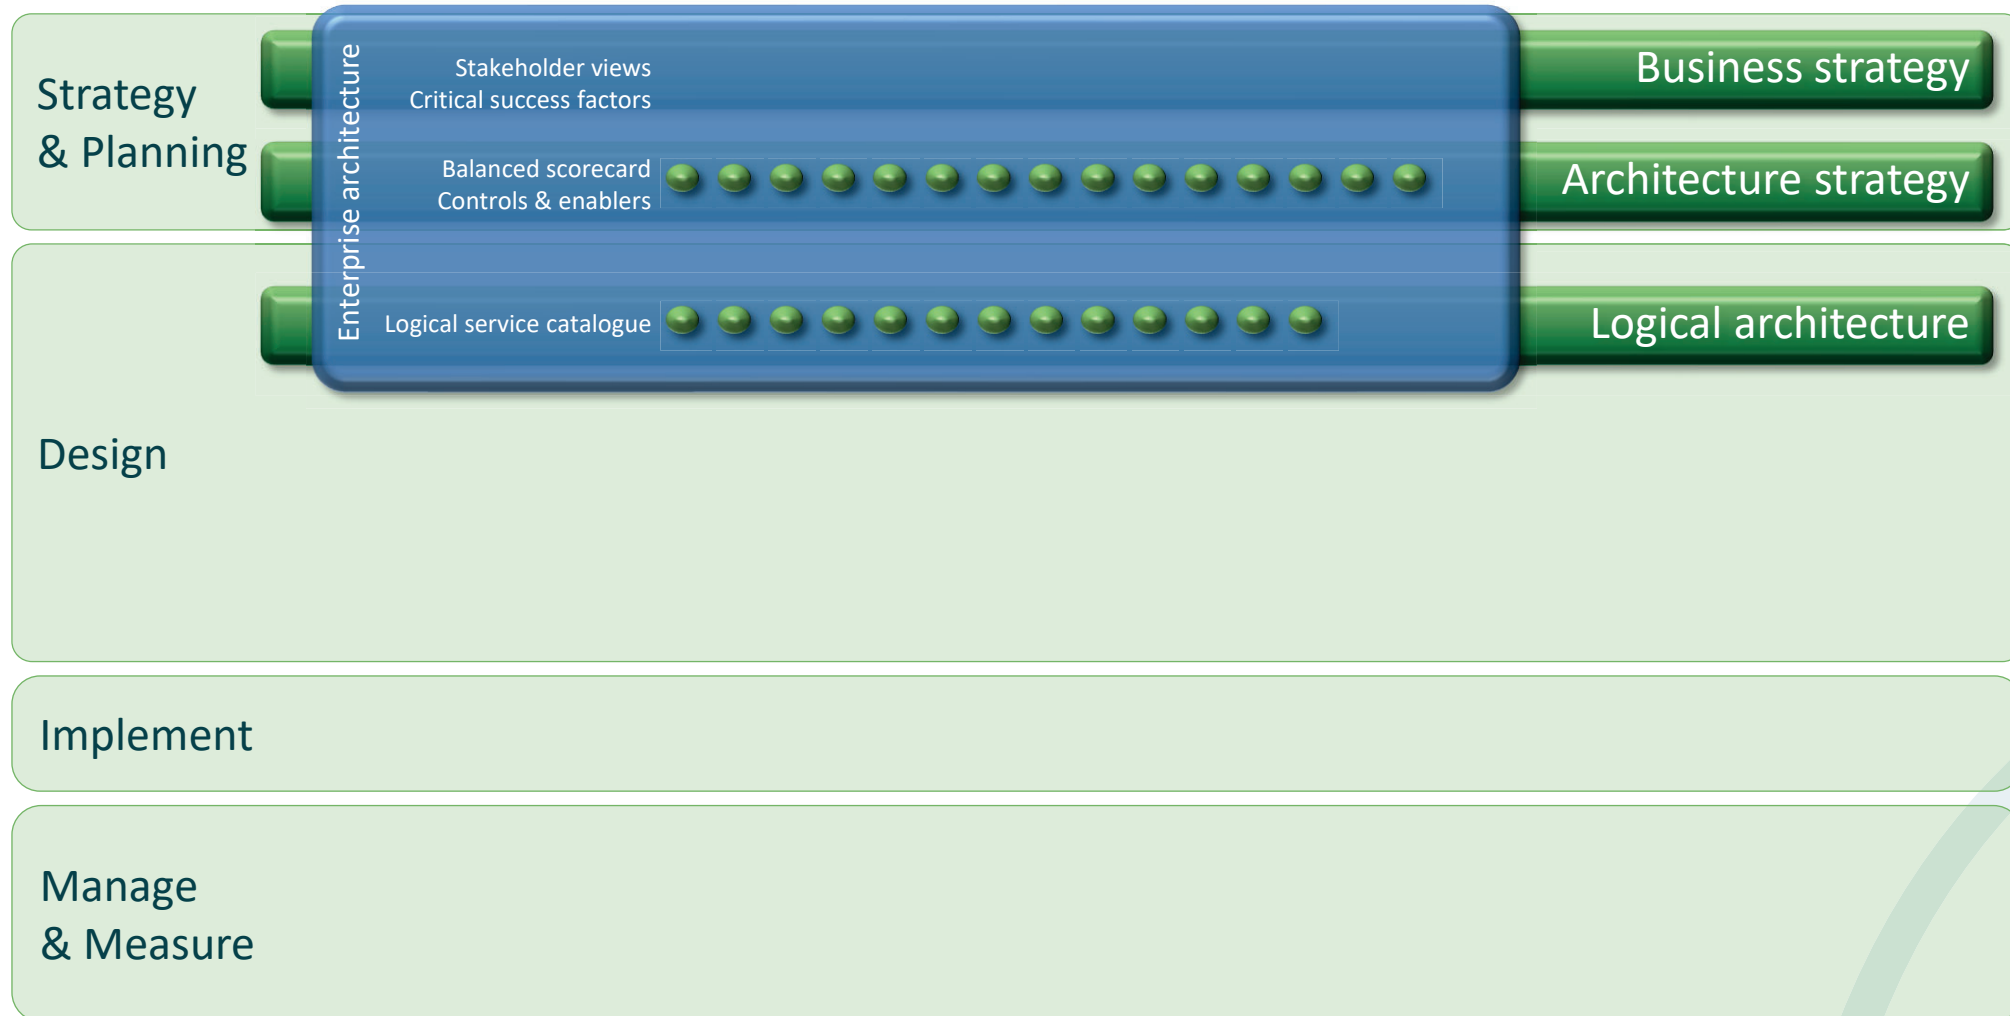 Strategy
& Planning
Enterprise architecture
Stakeholder views
Critical success factors
Business strategy
Balanced scorecard
Controls & enablers
Architecture strategy
Design
Logical service catalogue
Logical architecture
Implement
Manage
& Measure